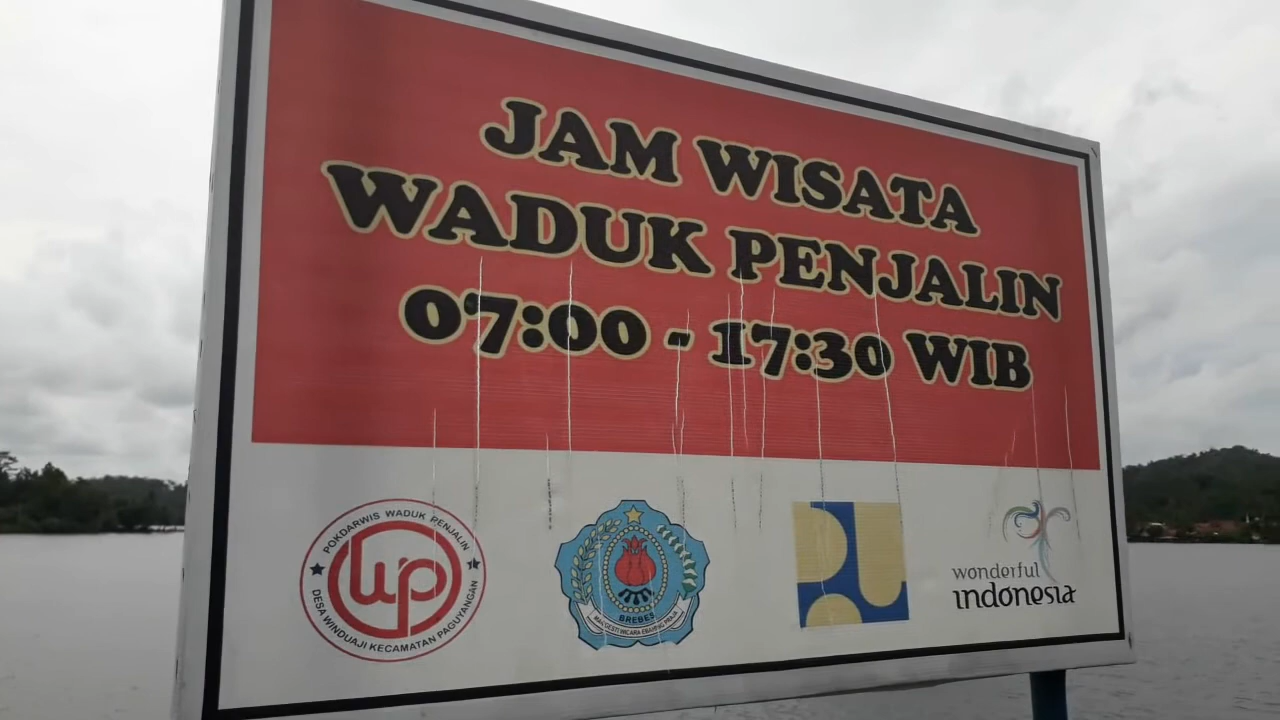 JAM WISATA
WADUK PENJALIN
07:00 - 17:30 WIB
POKDARWIS WADUK PENJALIN
WP
DESA WINDUAJI KECAMATAN PAGUYANGAN
BREBES
wonderful
indonesia